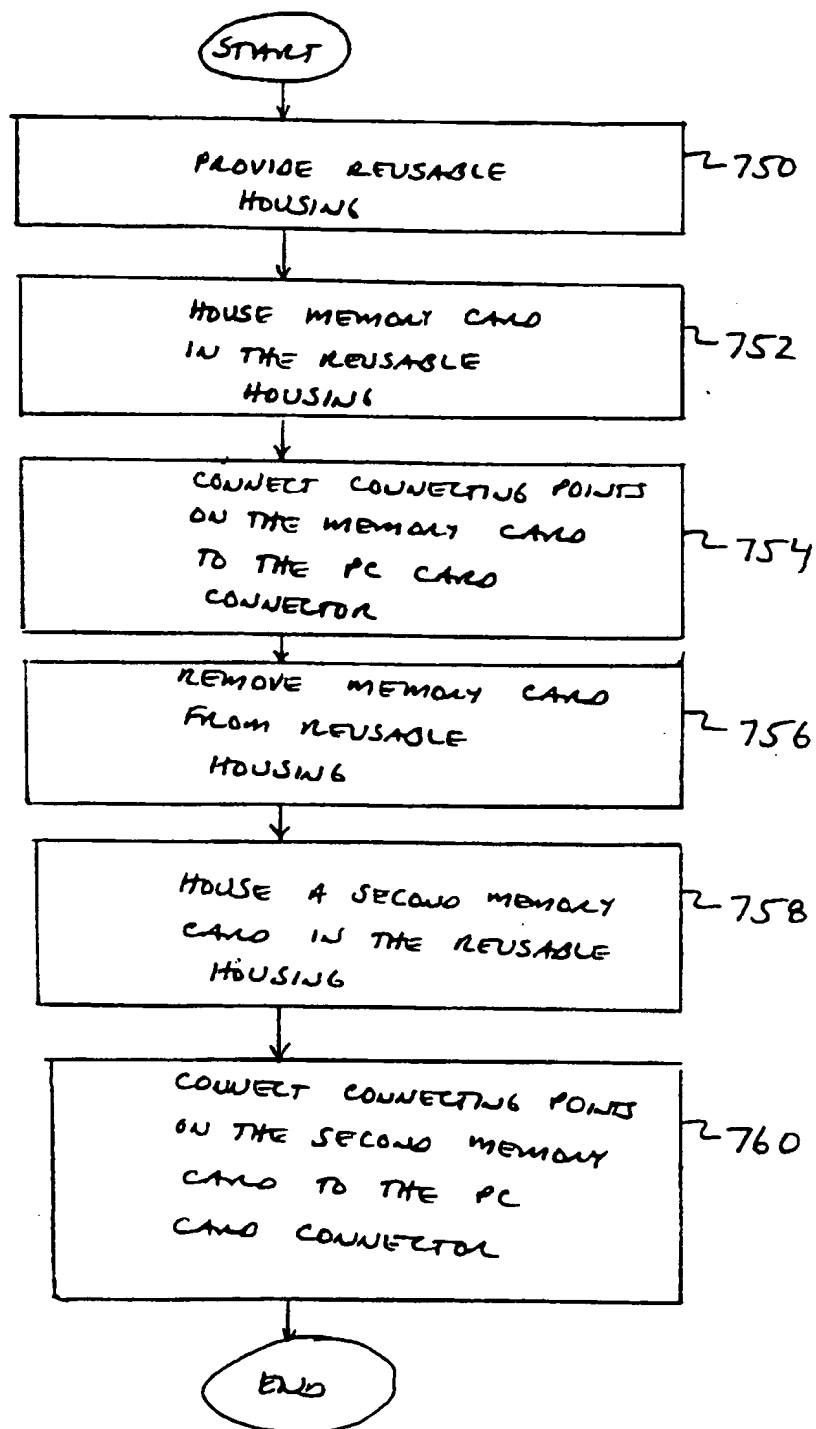 START
PROVIDE REUSABLE
HOUSING
750
HOUSE MEMORY CARD
IN THE REUSABLE
HOUSING
752
CONNECT CONNECTING POINTS
ON THE MEMORY CARD
TO THE PC CARD
CONNECTOR
754
REMOVE MEMORY CARD
FROM REUSABLE
HOUSING
756
HOUSE A SECOND MEMORY
CARD IN THE REUSABLE
HOUSING
758
CONNECT CONNECTING POINTS
ON THE SECOND MEMORY
CARD TO THE PC
CARD CONNECTOR
760
END